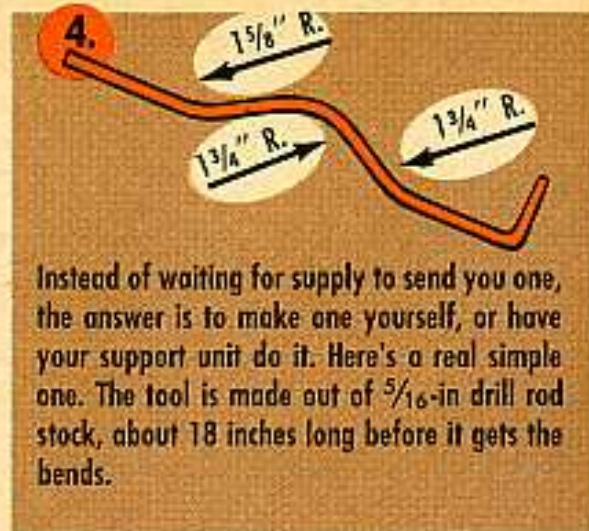 4.
1 5/8" R.
1 3/4" R.
1 3/4" R.
Instead of waiting for supply to send you one,
the answer is to make one yourself, or have
your support unit do it. Here's a real simple
one. The tool is made out of 5/16-in drill rod
stock, about 18 inches long before it gets the
bends.